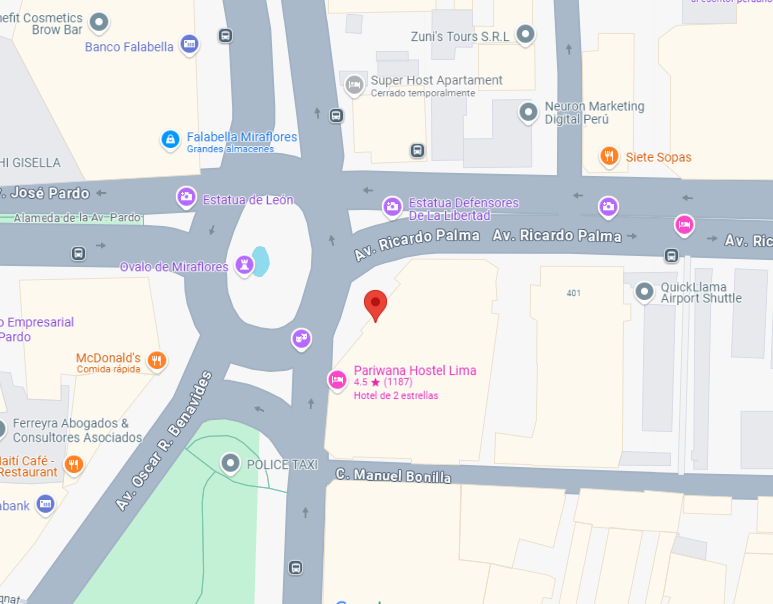 nefit Cosmetics
Brow Bar
Banco Falabella
Zuni's Tours S.R.L
Super Host Apartament
Cerrado temporalmente
Neuron Marketing
Digital Perú
Falabella Miraflores
Grandes almacenes
Siete Sopas
HI GISELLA
. José Pardo
Estatua de León
Estatua Defensores
De La Libertad
Alameda de la Av. Pardo
Av. Ricardo Palma
Av. Ricardo Palma
Av. Ric
Ovalo de Miraflores
QuickLlama
Airport Shuttle
401
o Empresarial
Pardo
McDonald's
Comida rápida
Pariwana Hostel Lima
4.5 ★ (1187)
Hotel de 2 estrellas
Av. Oscar R. Benavides
Ferreyra Abogados &
Consultores Asociados
Haití Café -
Restaurant
POLICE TAXI
C. Manuel Bonilla
abank